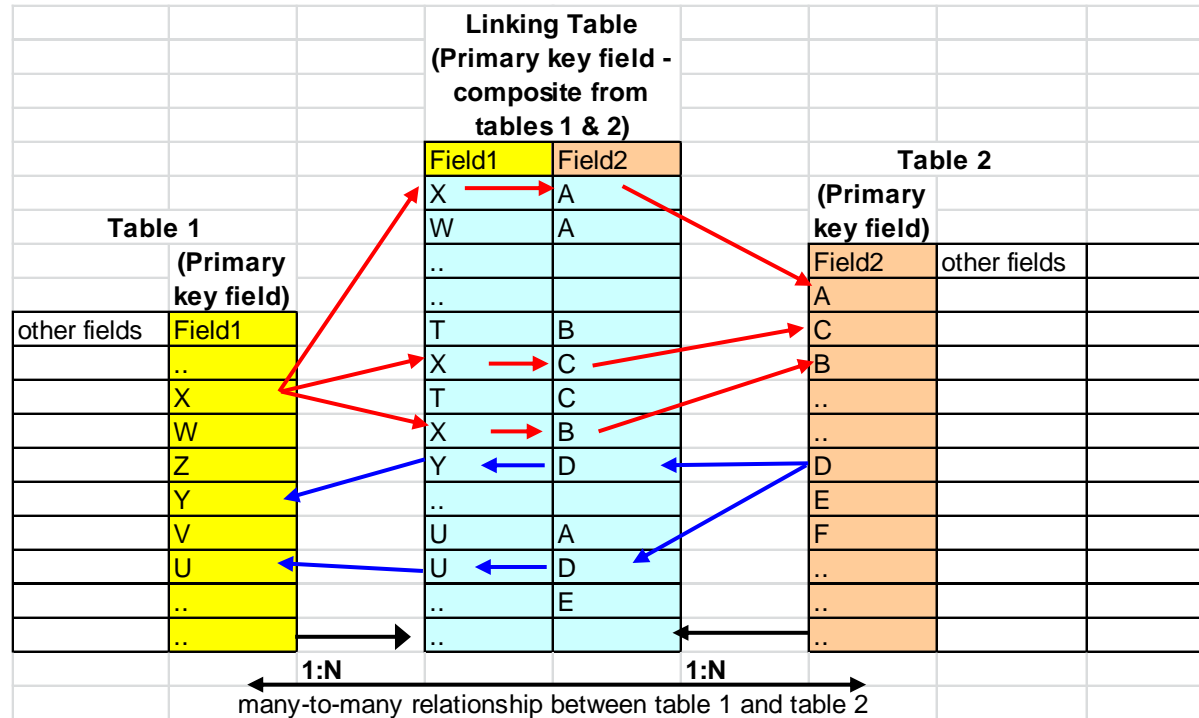 Linking Table
(Primary key field -
composite from
tables 1 & 2)
Field1 Field2 Table 2
X A (Primary
Table 1 W A key field)
(Primary .. Field2 other fields
key field) .. A
other fields Field1 T B C
.. X C B
X T C ..
W X B ..
Z Y D D
Y .. E
V U A F
U U D ..
.. .. E ..
.. .. ..
1:N 1:N
many-to-many relationship between table 1 and table 2